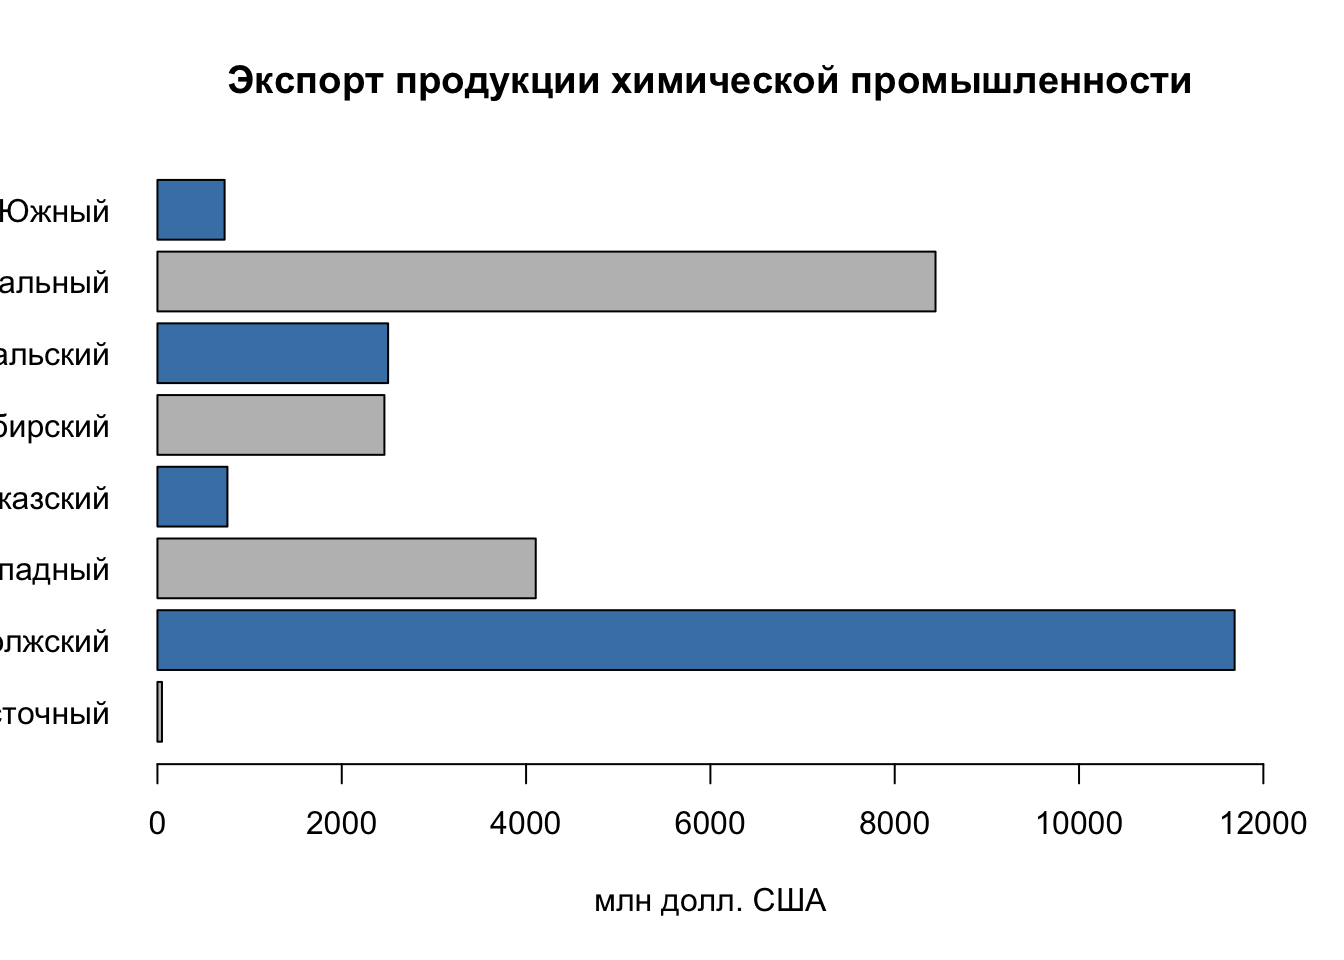 Экспорт продукции химической промышленности
Южный
альный
альский
бирский
казский
падный
олжский
сточный
0 2000 4000 6000 8000 10000 12000
млн долл. США